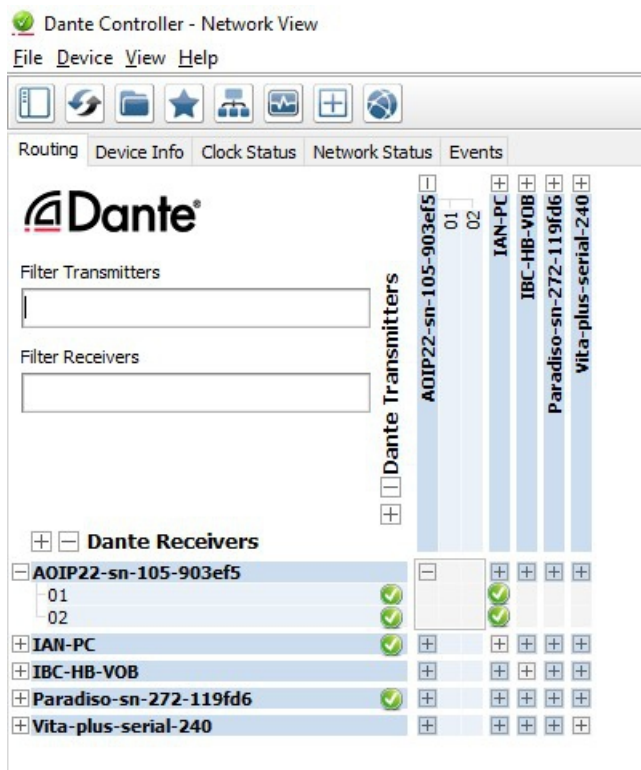 Dante Controller - Network View
File Device View Help
Routing Device Info Clock Status Network Status Events
Dante®
Filter Transmitters
Filter Receivers
Dante Transmitters
AOIP22-sn-105-903ef5
01
02
IAN-PC
IBC-HB-VOB
Paradiso-sn-272-119fd6
Vita-plus-serial-240
Dante Receivers
AOIP22-sn-105-903ef5
01
02
IAN-PC
IBC-HB-VOB
Paradiso-sn-272-119fd6
Vita-plus-serial-240